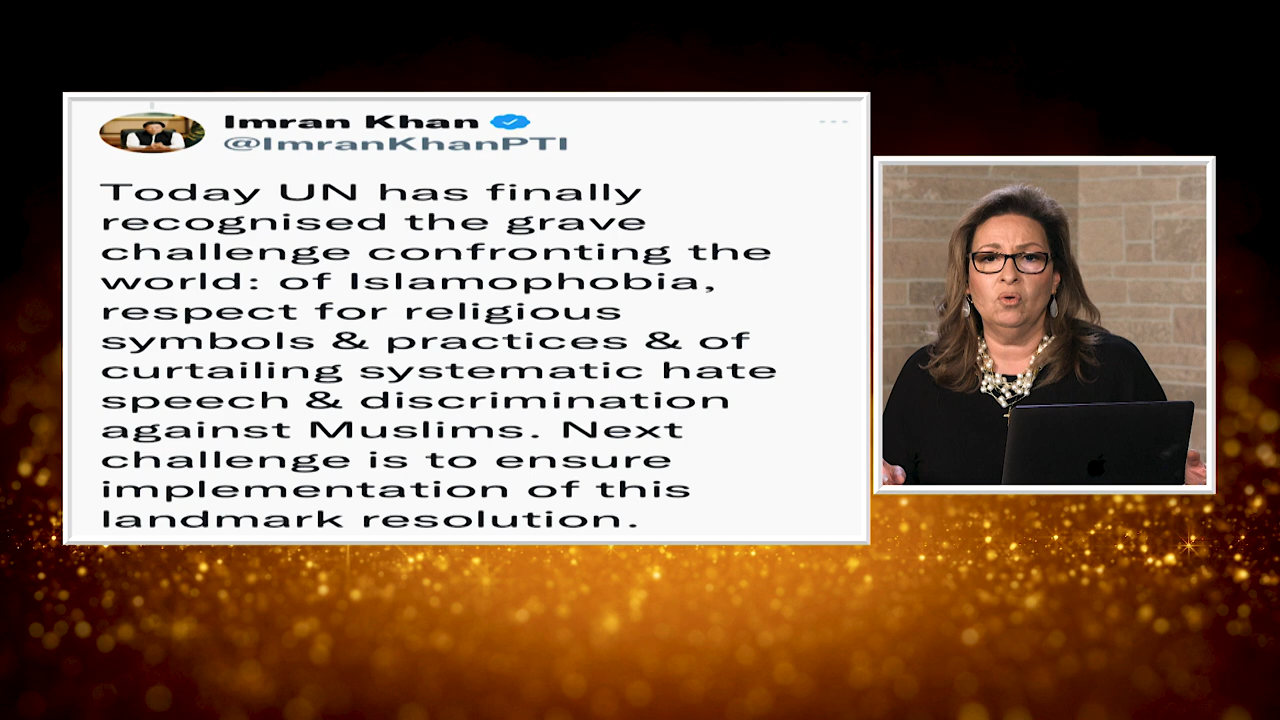 Imran Khan
@ImranKhanPTI
Today UN has finally
recognised the grave
challenge confronting the
world: of Islamophobia,
respect for religious
symbols & practices & of
curtailing systematic hate
speech & discrimination
against Muslims. Next
challenge is to ensure
implementation of this
landmark resolution.